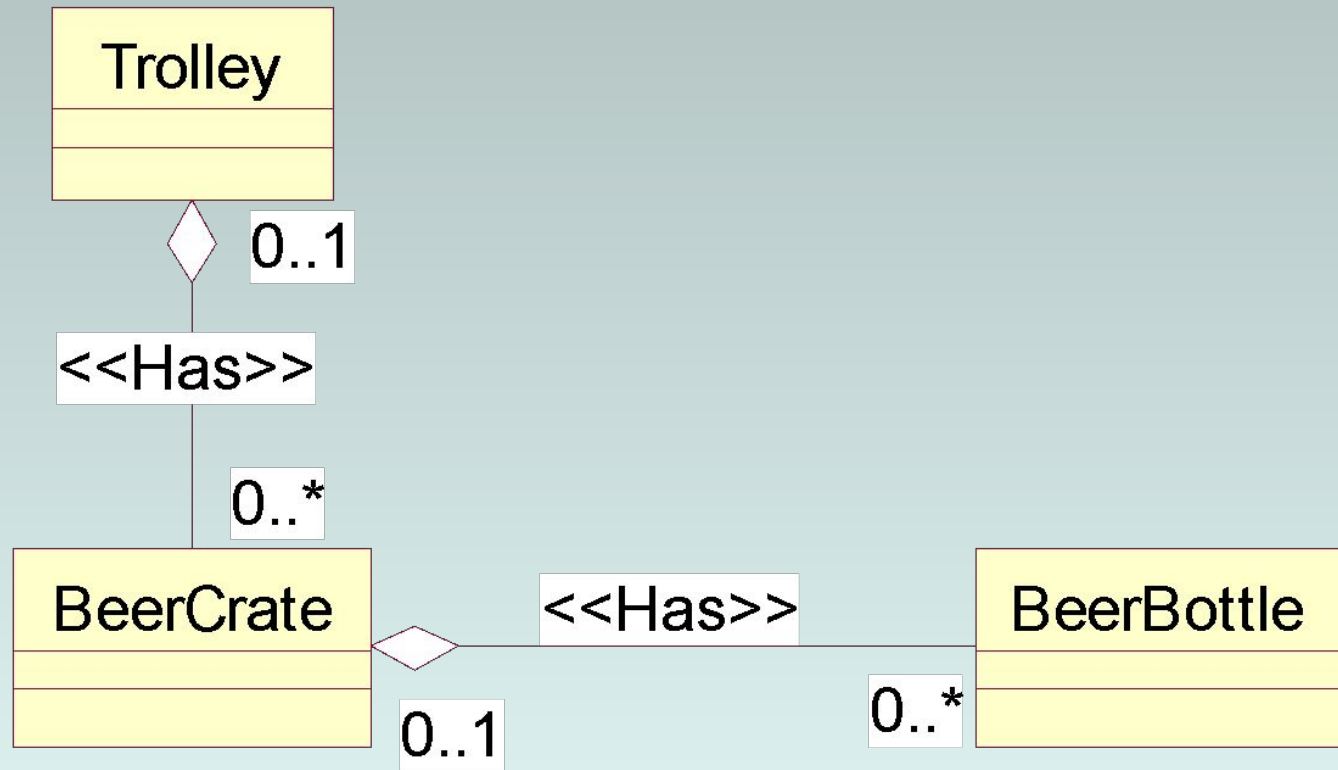 Trolley
0..1
<<Has>>
0..*
BeerCrate
<<Has>>
BeerBottle
0..1
0..*